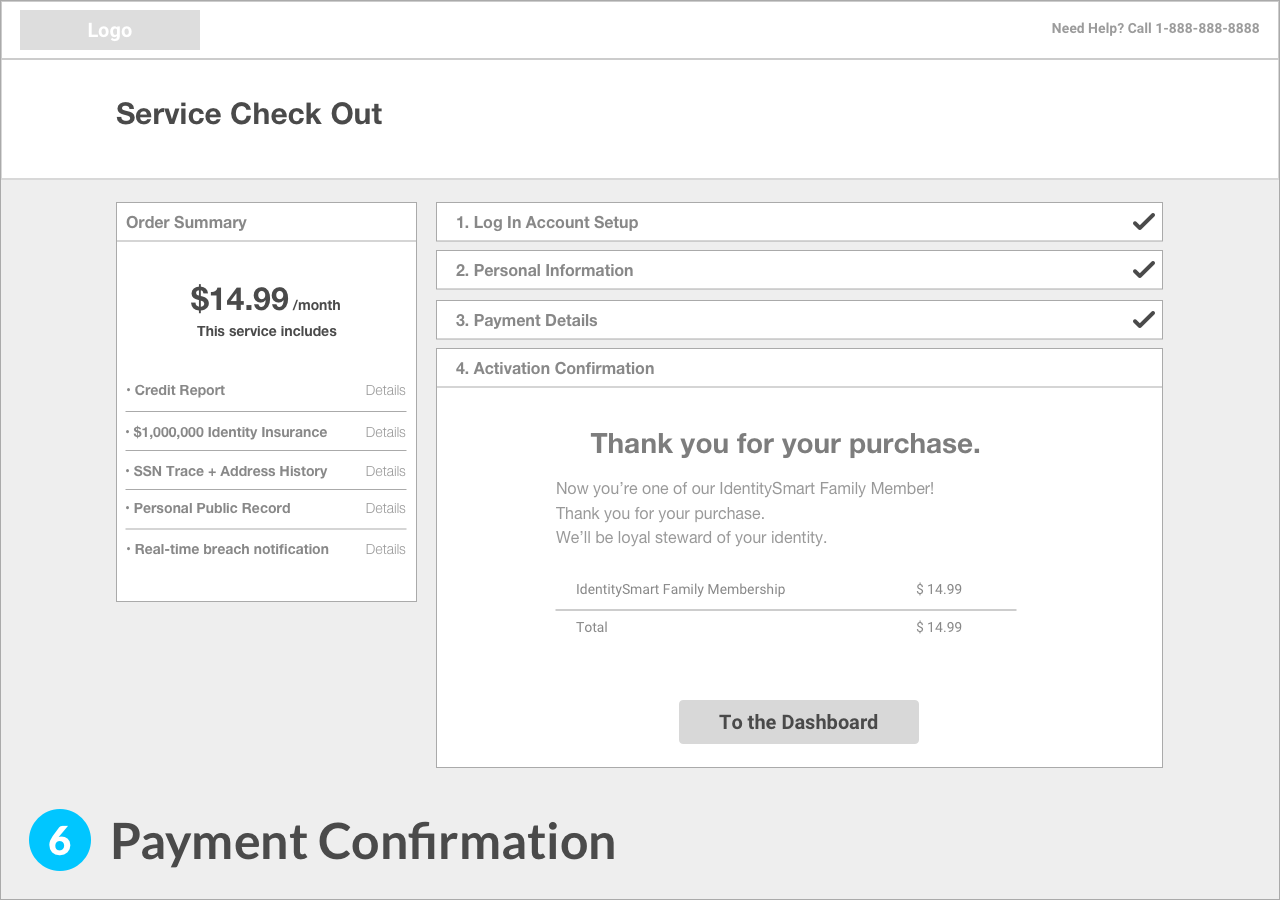 Logo
Need Help? Call 1-888-888-8888
Service Check Out
Order Summary
$14.99 /month
This service includes
• Credit Report Details
• $1,000,000 Identity Insurance Details
• SSN Trace + Address History Details
• Personal Public Record Details
• Real-time breach notification Details
1. Log In Account Setup
2. Personal Information
3. Payment Details
4. Activation Confirmation
Thank you for your purchase.
Now you’re one of our IdentitySmart Family Member!
Thank you for your purchase.
We’ll be loyal steward of your identity.
IdentitySmart Family Membership $ 14.99
Total $ 14.99
To the Dashboard
6 Payment Confirmation